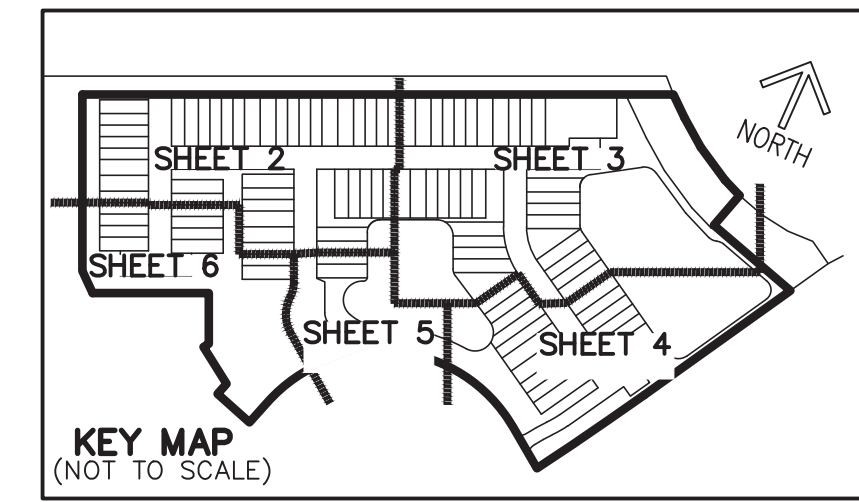 NORTH
SHEET 2
SHEET 3
SHEET 6
SHEET 5
SHEET 4
KEY MAP
(NOT TO SCALE)